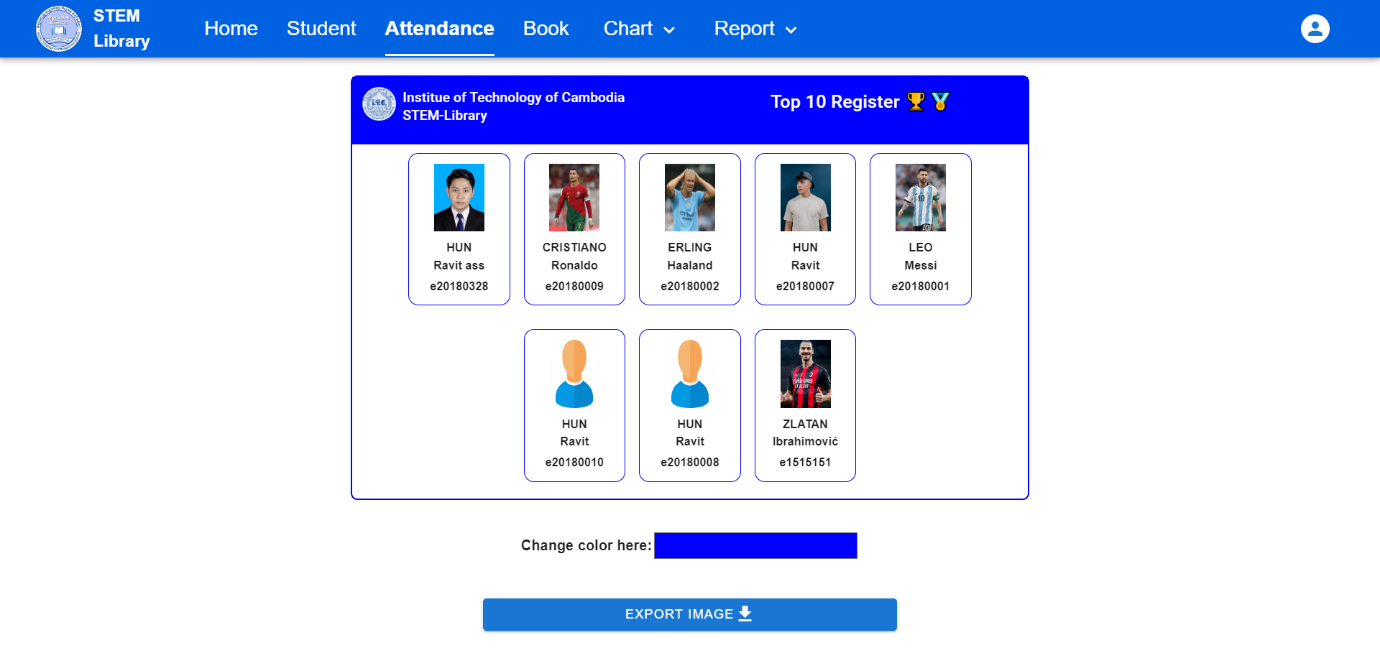 STEM
Library
Home Student Attendance Book Chart Report
Institue of Technology of Cambodia
STEM-Library
Top 10 Register
HUN
Ravit ass
e20180328
CRISTIANO
Ronaldo
e20180009
ERLING
Haaland
e20180002
HUN
Ravit
e20180007
LEO
Messi
e20180001
HUN
Ravit
e20180010
HUN
Ravit
e20180008
ZLATAN
Ibrahimović
e1515151
Change color here:
EXPORT IMAGE